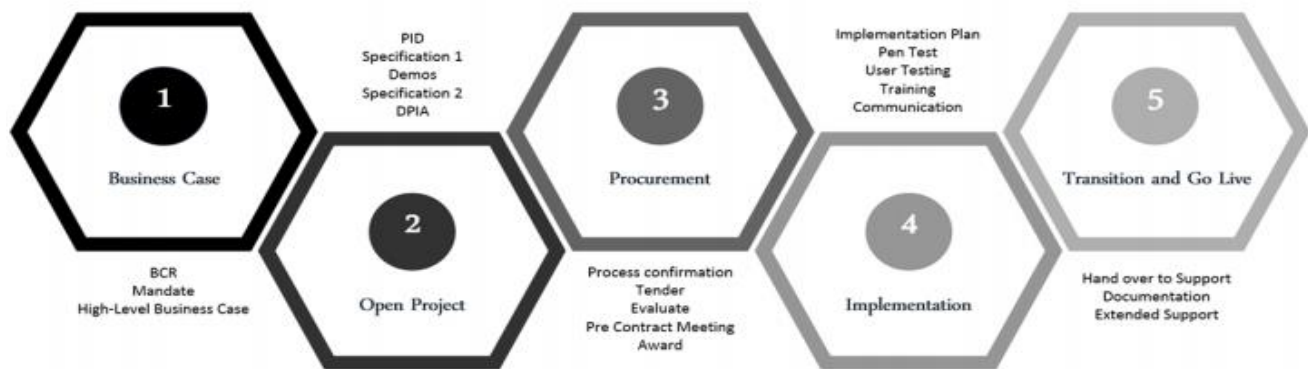 1
Business Case
BCR
Mandate
High-Level Business Case
PID
Specification 1
Demos
Specification 2
DPIA
2
Open Project
3
Procurement
Process confirmation
Tender
Evaluate
Pre Contract Meeting
Award
Implementation Plan
Pen Test
User Testing
Training
Communication
4
Implementation
5
Transition and Go Live
Hand over to Support
Documentation
Extended Support